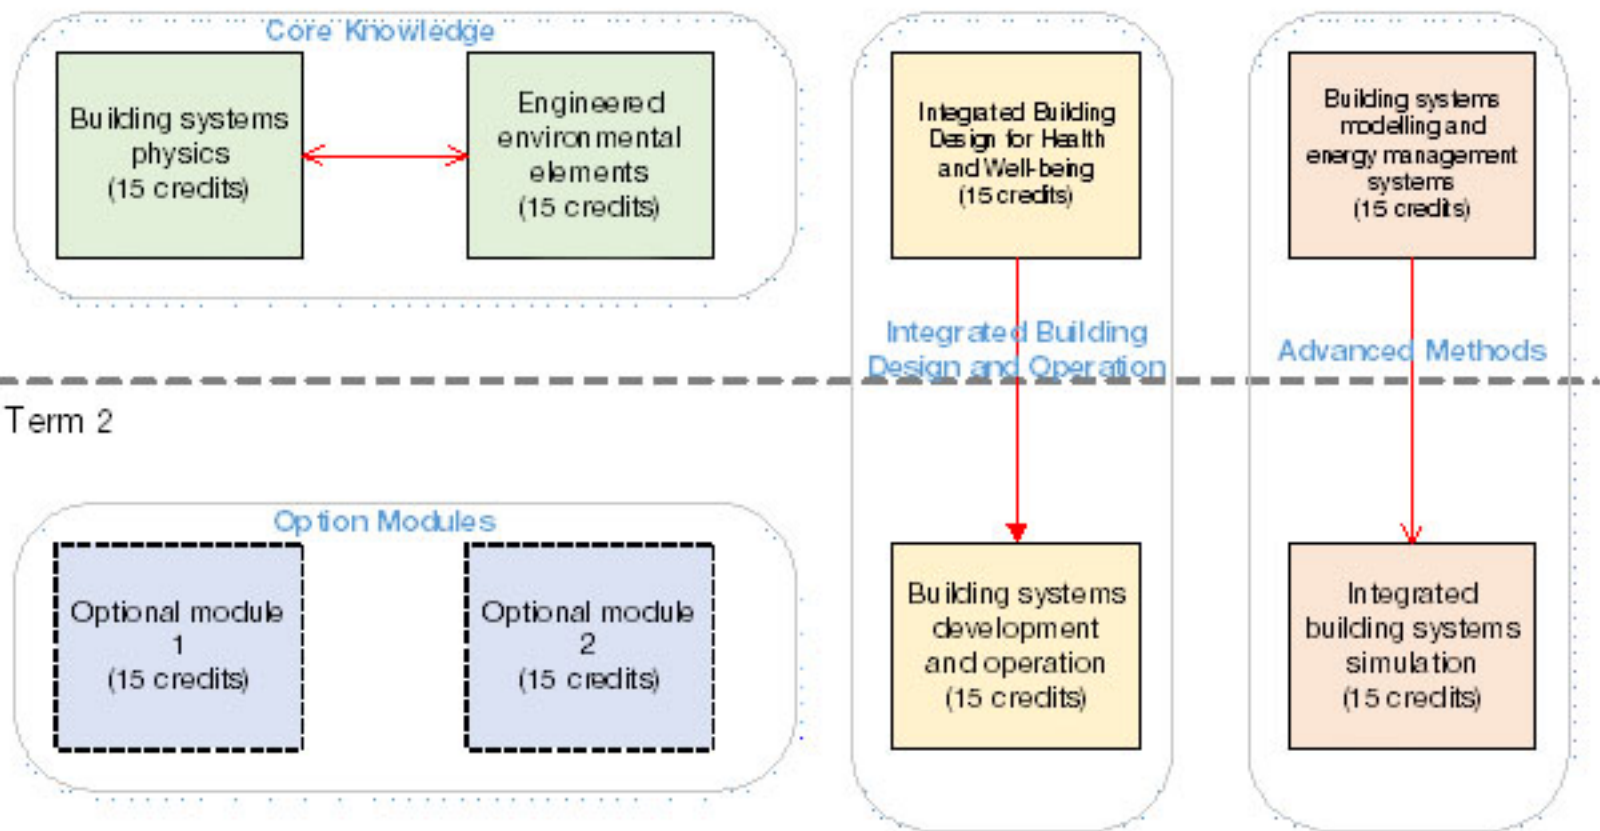 Core Knowledge
Building systems
physics
(15 credits)
Engineered
environmental
elements
(15 credits)
Integrated Building
Design for Health
and Well-being
(15 credits)
Building systems
modelling and
energy management
systems
(15 credits)
Integrated Building
Design and Operation
Advanced Methods
Term 2
Option Modules
Optional module
1
(15 credits)
Optional module
2
(15 credits)
Building systems
development
and operation
(15 credits)
Integrated
building systems
simulation
(15 credits)